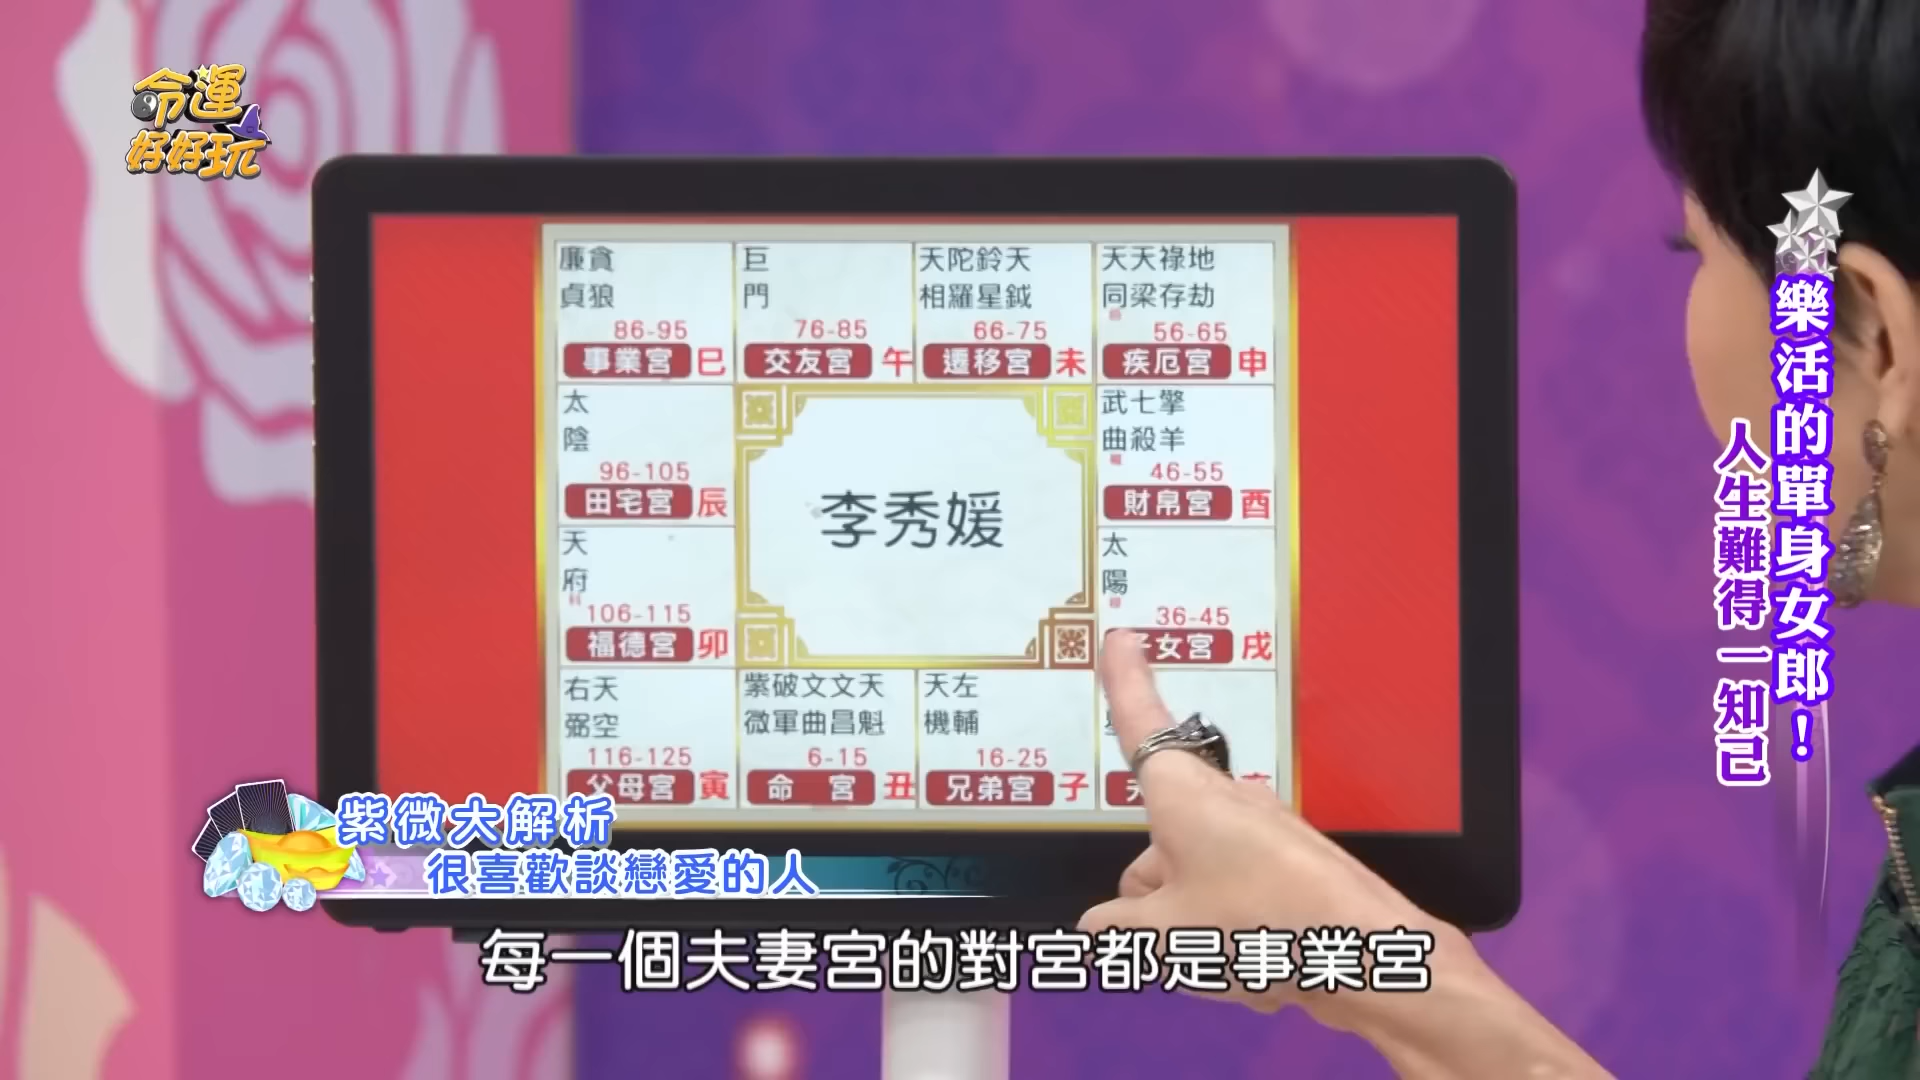 命運
好好玩
廉貪
貞狼
86-95
事業宮 巳
巨
門
76-85
交友宮 午
天陀鈴天
相羅星鉞
66-75
遷移宮 未
天天祿地
同梁存劫
56-65
疾厄宮 申
太
陰
96-105
田宅宮 辰
武七擎
曲殺羊
46-55
財帛宮 酉
李秀媛
天
府
科
106-115
福德宮 卯
太
陽
36-45
子女宮 戌
右天
弼空
116-125
父母宮 寅
紫破文文天
微軍曲昌魁
6-15
命宮 丑
天左
機輔
16-25
兄弟宮 子
樂活的單身女郎！
人生難得一知己
紫微大解析
很喜歡談戀愛的人
每一個夫妻宮的對宮都是事業宮